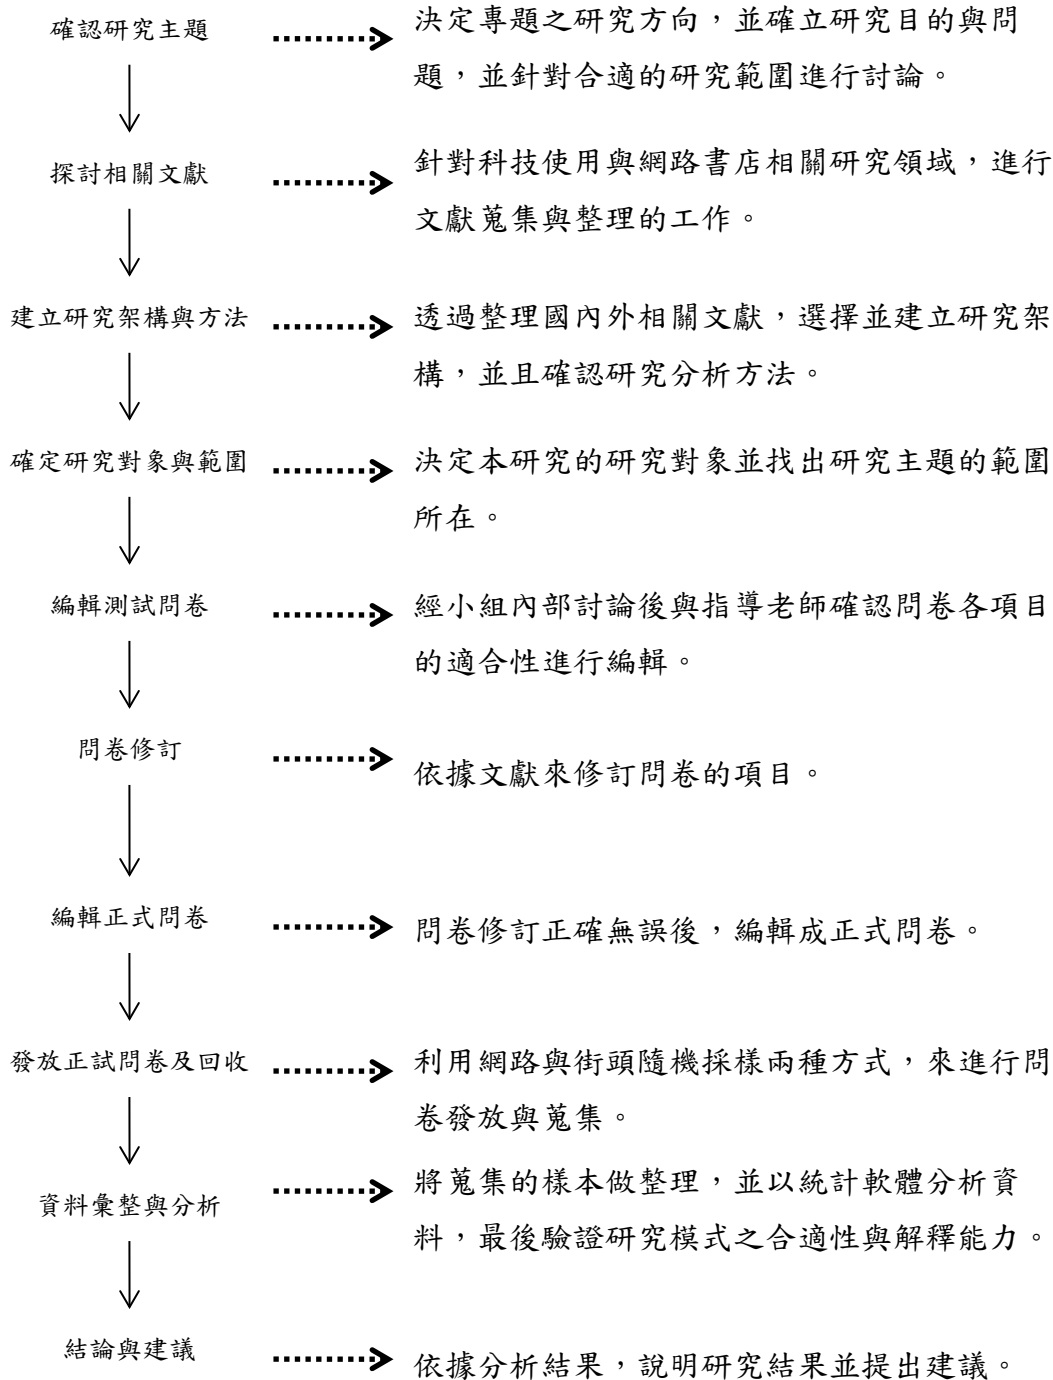 確認研究主題
決定專題之研究方向，並確立研究目的與問
題，並針對合適的研究範圍進行討論。
探討相關文獻
針對科技使用與網路書店相關研究領域，進行
文獻蒐集與整理的工作。
建立研究架構與方法
透過整理國內外相關文獻，選擇並建立研究架
構，並且確認研究分析方法。
確定研究對象與範圍
決定本研究的研究對象並找出研究主題的範圍
所在。
編輯測試問卷
經小組內部討論後與指導老師確認問卷各項目
的適合性進行編輯。
問卷修訂
依據文獻來修訂問卷的項目。
編輯正式問卷
問卷修訂正確無誤後，編輯成正式問卷。
發放正試問卷及回收
利用網路與街頭隨機採樣兩種方式，來進行問
卷發放與蒐集。
資料彙整與分析
將蒐集的樣本做整理，並以統計軟體分析資
料，最後驗證研究模式之合適性與解釋能力。
結論與建議
依據分析結果，說明研究結果並提出建議。